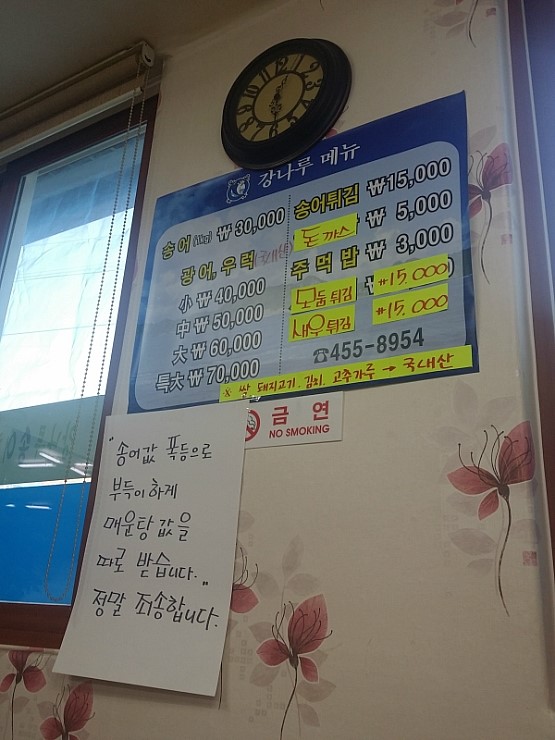 강나루 메뉴
송어(1kg) ₩30,000
광어, 우럭(국내산)
小 ₩40,000
中 ₩50,000
大 ₩60,000
특大 ₩70,000
송어튀김 ₩15,000
돈까스 ₩ 5,000
주먹밥 ₩ 3,000
모둠튀김 ₩15.000
새우튀김 ₩15.000
☎455-8954
※ 쌀. 돼지고기. 김치. 고추가루 → 국내산
금 연
NO SMOKING
"송어값 폭등으로
부득이하게
매운탕 값을
따로 받습니다."
정말 죄송합니다.